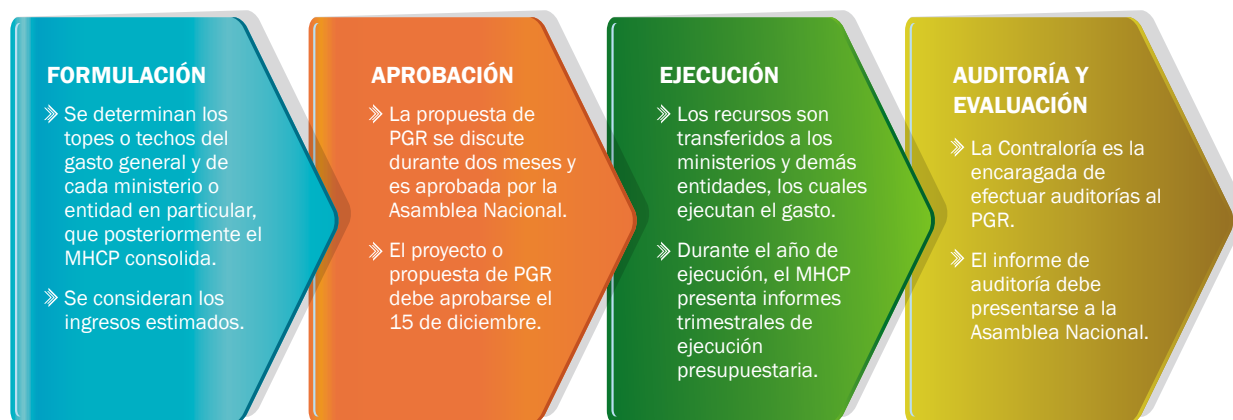 FORMULACIÓN
Se determinan los
topes o techos del
gasto general y de
cada ministerio o
entidad en particular,
que posteriormente el
MHCP consolida.
Se consideran los
ingresos estimados.
APROBACIÓN
La propuesta de
PGR se discute
durante dos meses y
es aprobada por la
Asamblea Nacional.
El proyecto o
propuesta de PGR
debe aprobarse el
15 de diciembre.
EJECUCIÓN
Los recursos son
transferidos a los
ministerios y demás
entidades, los cuales
ejecutan el gasto.
Durante el año de
ejecución, el MHCP
presenta informes
trimestrales de
ejecución
presupuestaria.
AUDITORÍA Y
EVALUACIÓN
La Contraloría es la
encaragada de
efectuar auditorías al
PGR.
El informe de
auditoría debe
presentarse a la
Asamblea Nacional.